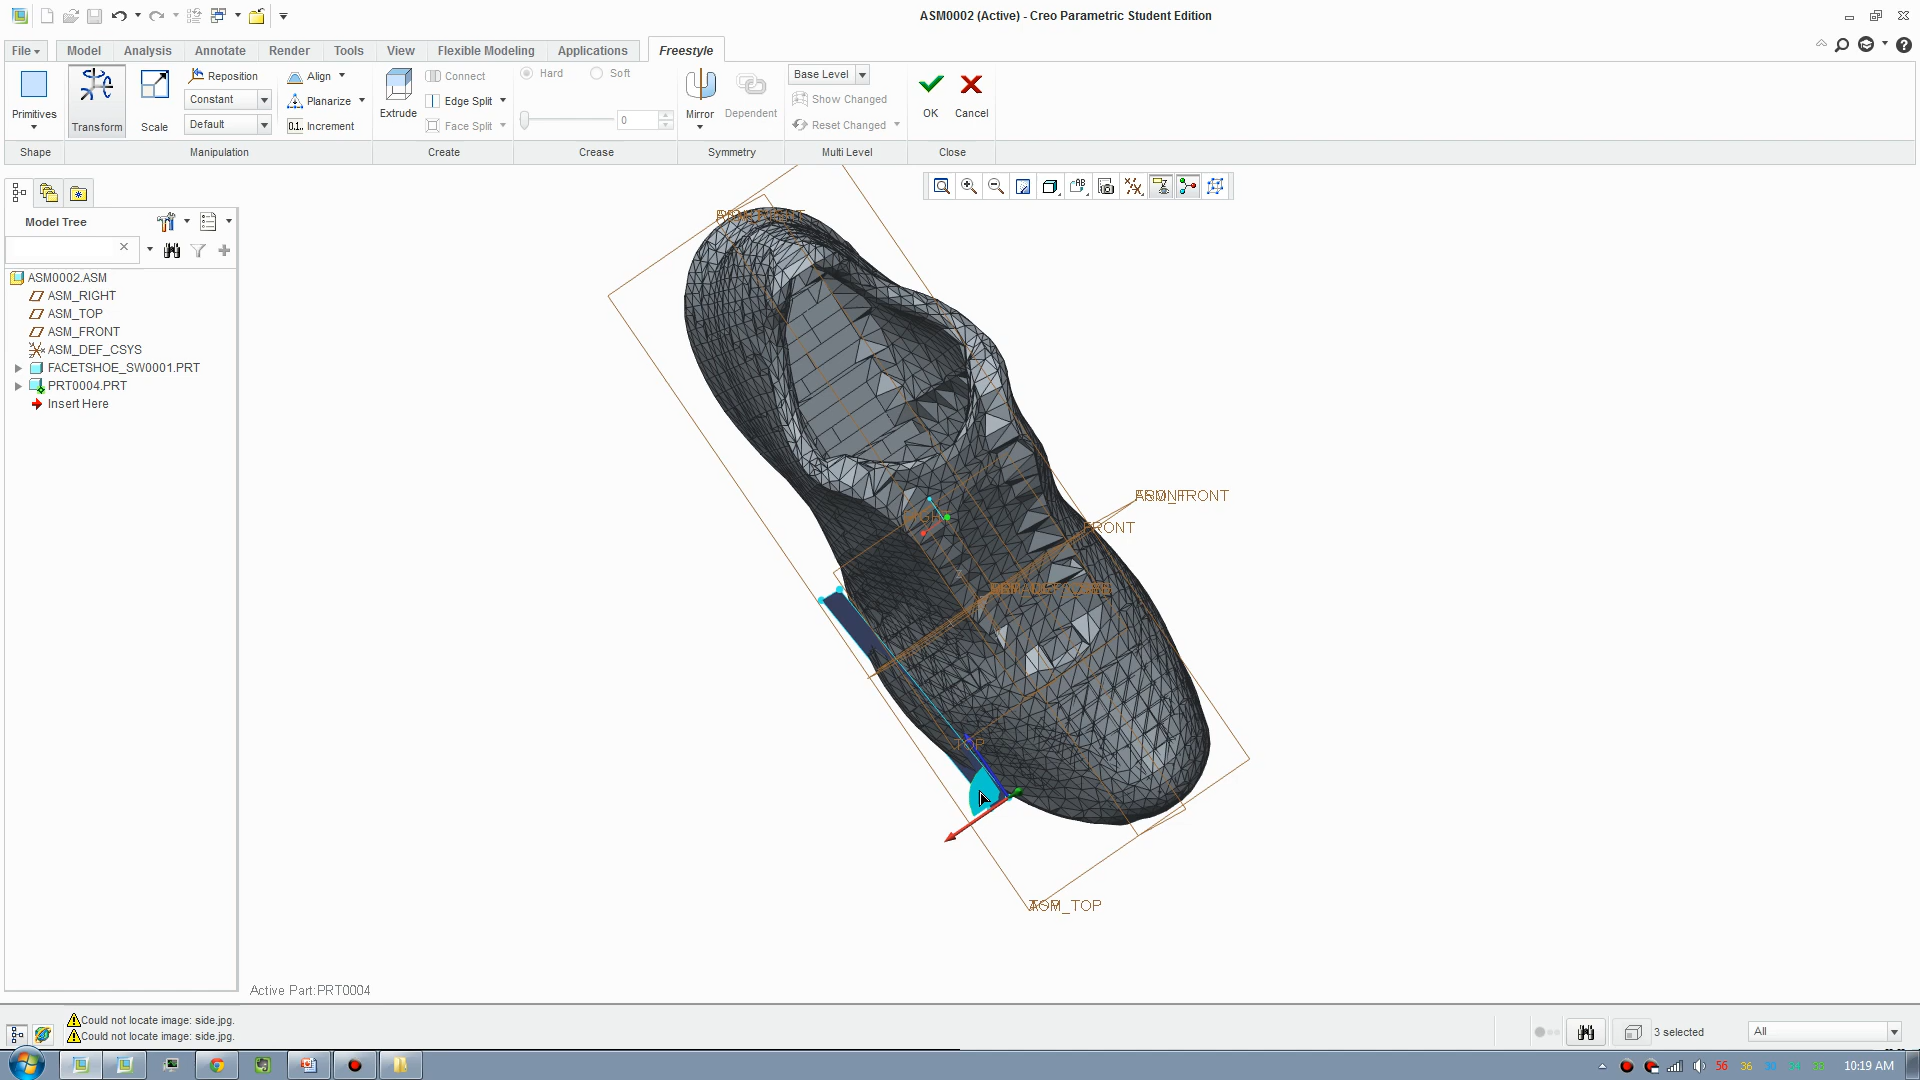 ASM0002 (Active) - Creo Parametric Student Edition
File Model Analysis Annotate Render Tools View Flexible Modeling Applications Freestyle
Primitives
Transform
Scale
Reposition
Constant
Default
Align
Planarize
0.1.. Increment
Extrude
Connect
Edge Split
Face Split
Hard Soft
0
Mirror
Dependent
Base Level
Show Changed
Reset Changed
OK
Cancel
Shape Manipulation Create Crease Symmetry Multi Level Close
Model Tree
ASM0002.ASM
ASM_RIGHT
ASM_TOP
ASM_FRONT
ASM_DEF_CSYS
FACETSHOE_SW0001.PRT
PRT0004.PRT
Insert Here
FRONT
TOP
ASM_TOP
Active Part:PRT0004
Could not locate image: side.jpg.
Could not locate image: side.jpg.
3 selected
All
56 36
10:19 AM